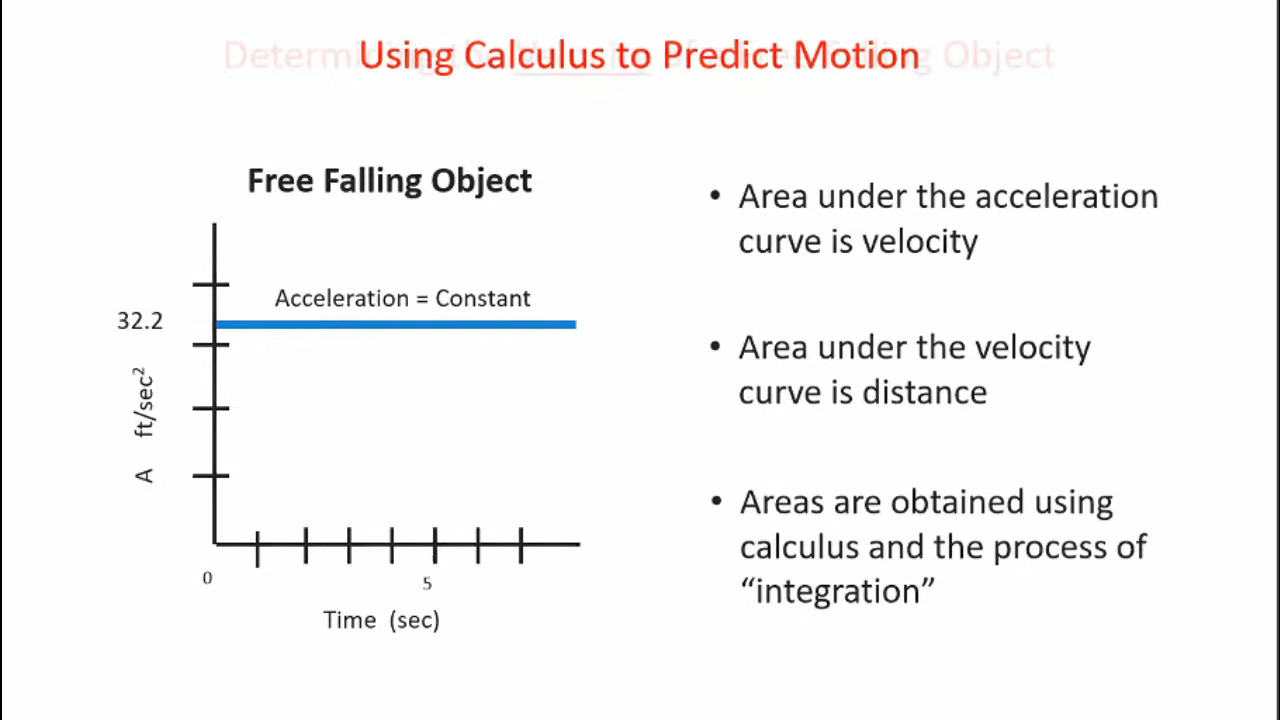 Using Calculus to Predict Motion
Free Falling Object
Acceleration = Constant
32.2
A ft/sec²
0
5
Time (sec)
• Area under the acceleration
curve is velocity
• Area under the velocity
curve is distance
• Areas are obtained using
calculus and the process of
“integration”